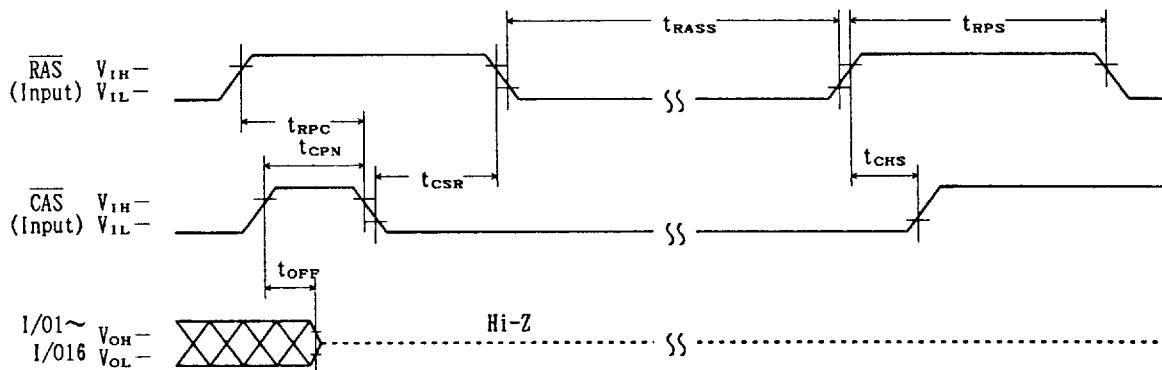 tRASS
tRPS
RAS VIH
(Input) VIL
tRPC
tCPN
tCSR
tCHS
CAS VIH
(Input) VIL
tOFF
I/O1~ VOH
I/O16 VOL
Hi-Z